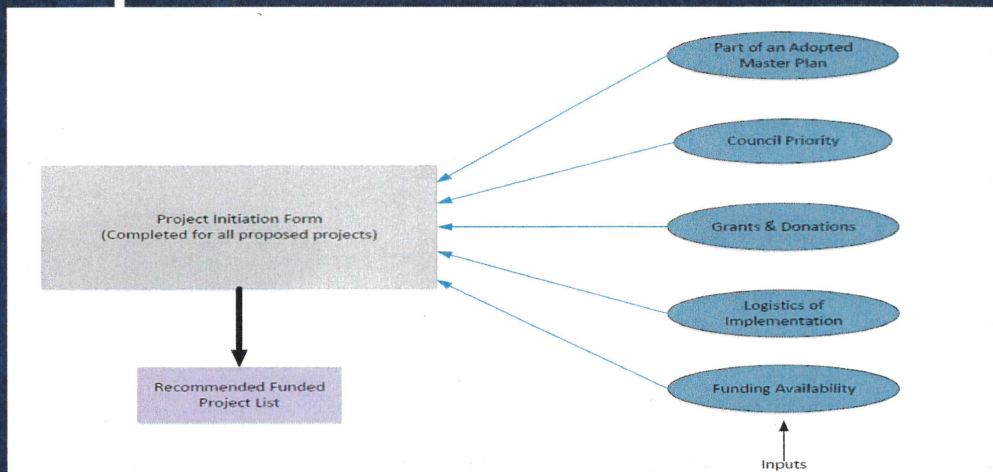 Part of an Adopted
Master Plan
Council Priority
Project Initiation Form
(Completed for all proposed projects)
Grants & Donations
Logistics of
Implementation
Recommended Funded
Project List
Funding Availability
Inputs